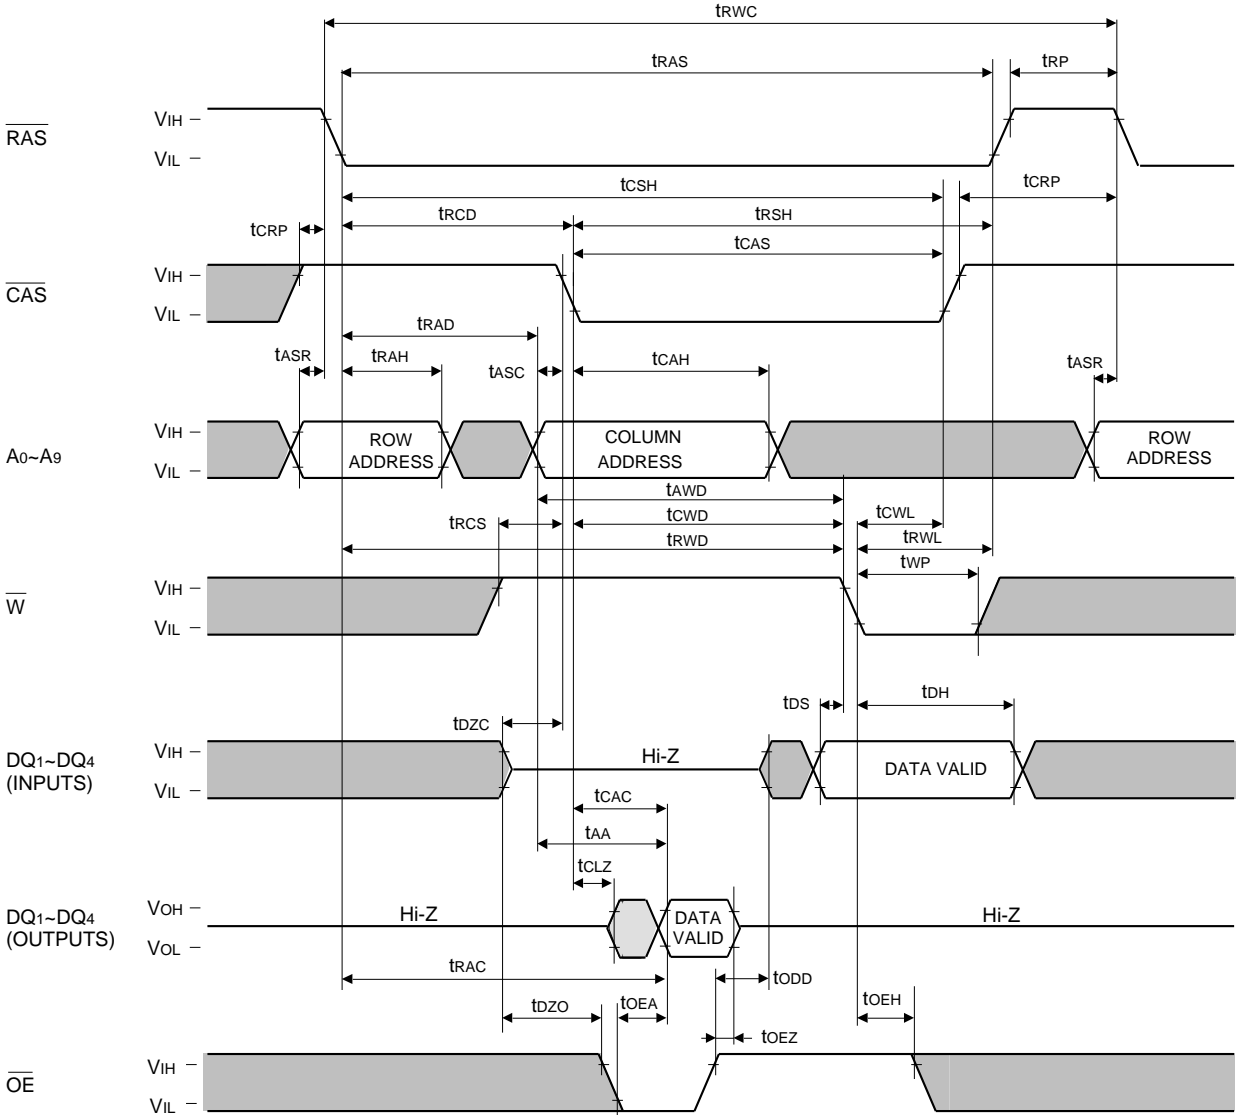 tRWC
tRAS
tRP
RAS
VIH
VIL
tCSH
tCRP
tRCD
tRSH
tCRP
tCAS
CAS
VIH
VIL
tRAD
tASR
tRAH
tASC
tCAH
tASR
A0~A9
VIH
VIL
ROW ADDRESS
COLUMN ADDRESS
ROW ADDRESS
tAWD
tRCS
tCWD
tCWL
tRWD
tRWL
tWP
W
VIH
VIL
tDS
tDH
tDZC
DQ1~DQ4 (INPUTS)
VIH
VIL
Hi-Z
DATA VALID
tCAC
tAA
tCLZ
DQ1~DQ4 (OUTPUTS)
VOH
VOL
Hi-Z
DATA VALID
Hi-Z
tRAC
tODD
tDZO
tOEA
tOEH
tOEZ
OE
VIH
VIL